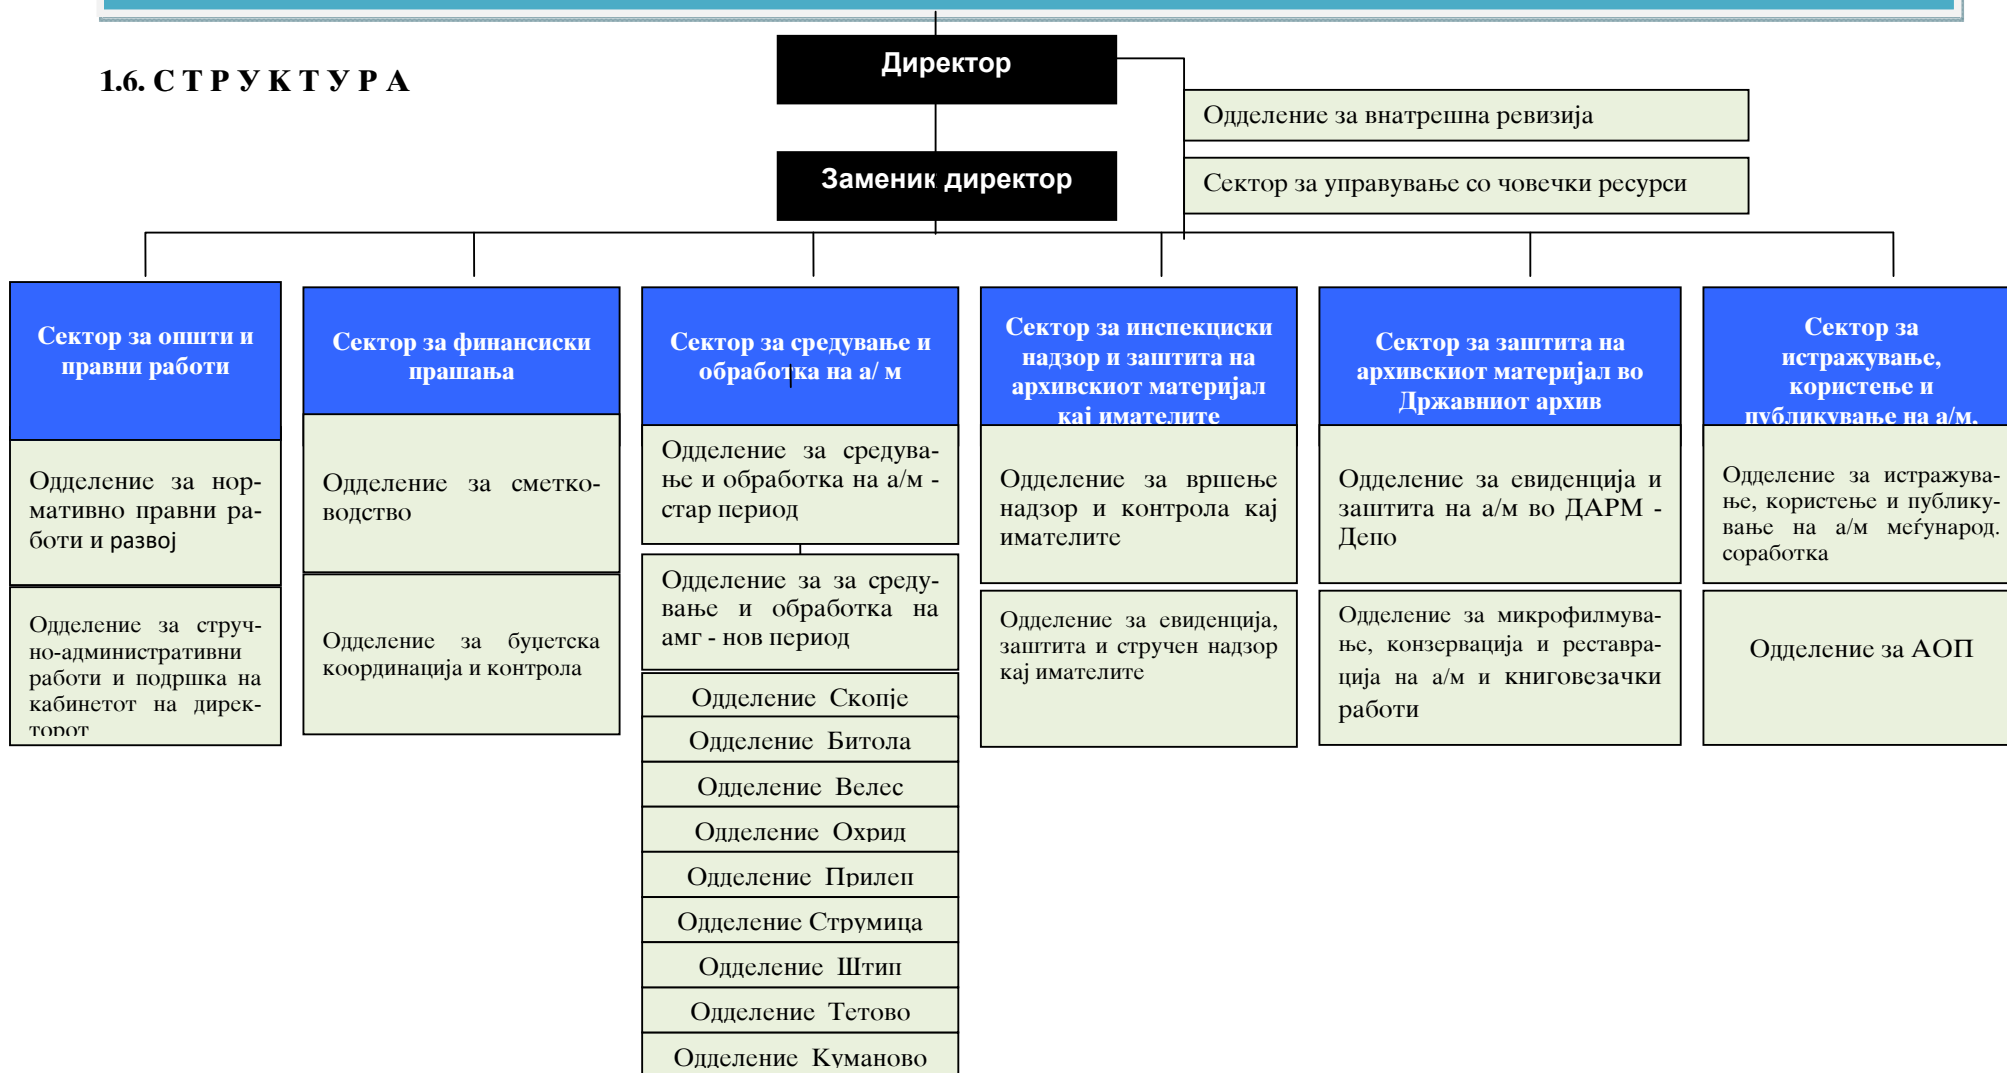 1.6. С Т Р У К Т У Р А
Директор
Заменик директор
Одделение за внатрешна ревизија
Сектор за управување со човечки ресурси
Сектор за општи и
правни работи
Одделение за нор-
мативно правни ра-
боти и развој
Одделение за струч-
но-административни
работи и подршка на
кабинетот на дирек-
торот
Сектор за финансиски
прашања
Одделение за сметко-
водство
Одделение за буџетска
координација и контрола
Сектор за средување и
обработка на а/ м
Одделение за средува-
ње и обработка на а/м -
стар период
Одделение за за среду-
вање и обработка на
амг - нов период
Одделение Скопје
Одделение Битола
Одделение Велес
Одделение Охрид
Одделение Прилеп
Одделение Струмица
Одделение Штип
Одделение Тетово
Одделение Куманово
Сектор за инспекциски
надзор и заштита на
архивскиот материјал
кај имателите
Одделение за вршење
надзор и контрола кај
имателите
Одделение за евиденција,
заштита и стручен надзор
кај имателите
Сектор за заштита на
архивскиот материјал во
Државниот архив
Одделение за евиденција и
заштита на а/м во ДАРМ -
Депо
Одделение за микрофилмува-
ње, конзервација и реставра-
ција на а/м и книговезачки
работи
Сектор за
истражување,
користење и
публикување на а/м,
Одделение за истражува-
ње, користење и публику-
вање на а/м меѓународ.
соработка
Одделение за АОП